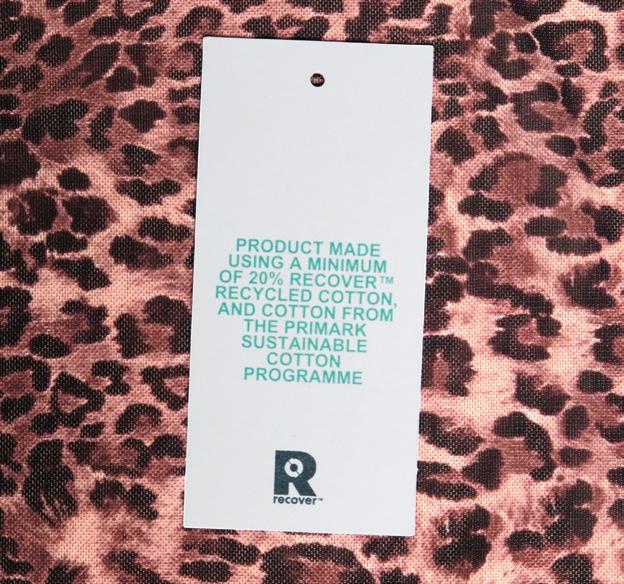 PRODUCT MADE
USING A MINIMUM
OF 20% RECOVER™
RECYCLED COTTON,
AND COTTON FROM
THE PRIMARK
SUSTAINABLE
COTTON
PROGRAMME
R
recover™